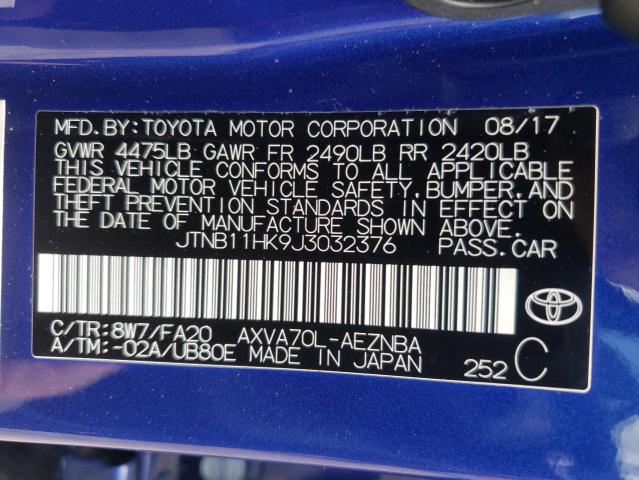 MFD.BY:TOYOTA MOTOR CORPORATION 08/17
GVWR 4475LB GAWR FR 2490LB RR 2420LB
THIS VEHICLE CONFORMS TO ALL APPLICABLE
FEDERAL MOTOR VEHICLE SAFETY, BUMPER, AND
THEFT PREVENTION STANDARDS IN EFFECT ON
THE DATE OF MANUFACTURE SHOWN ABOVE.
JTNB11HK9J3032376 PASS.CAR
C/TR:8W7/FA20 AXVA70L-AEZNBA
A/TM:-02A/UB80E MADE IN JAPAN 252 C